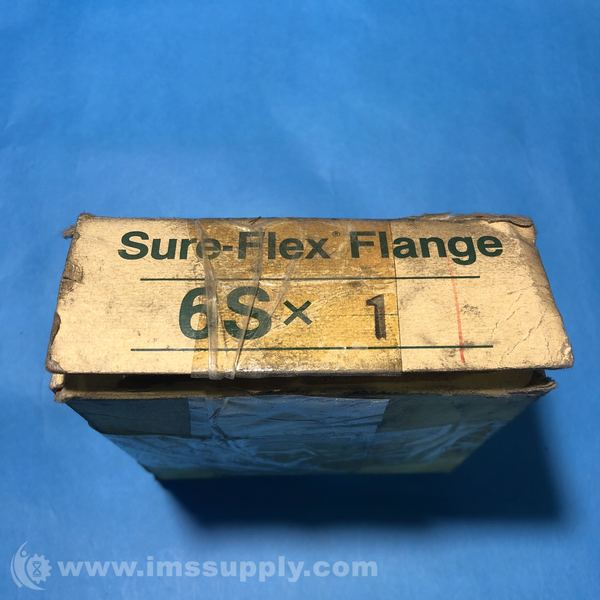 Sure-Flex® Flange
6S × 1
www.imssupply.com